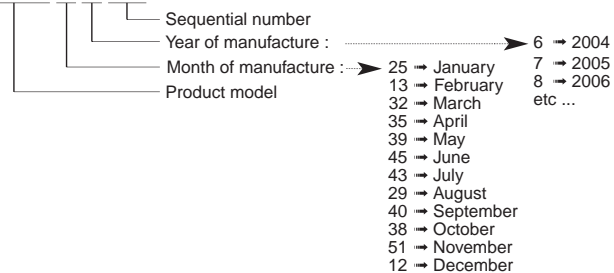 Sequential number
Year of manufacture : 6 ➟ 2004
7 ➟ 2005
8 ➟ 2006
etc ...
Month of manufacture : 25 ➟ January
13 ➟ February
32 ➟ March
35 ➟ April
39 ➟ May
45 ➟ June
43 ➟ July
29 ➟ August
40 ➟ September
38 ➟ October
51 ➟ November
12 ➟ December
Product model